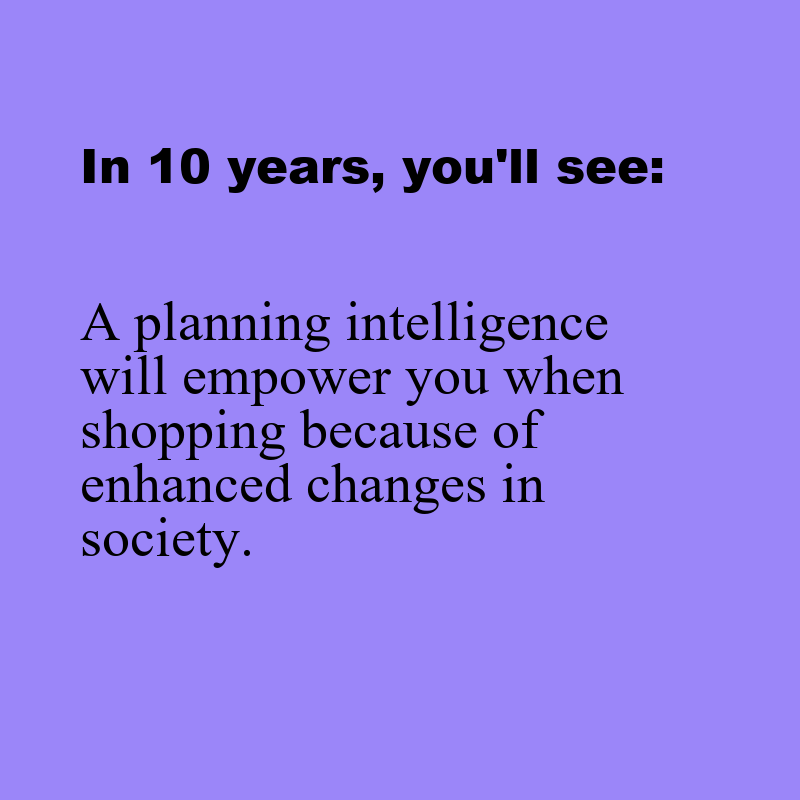 In 10 years, you'll see:
A planning intelligence
will empower you when
shopping because of
enhanced changes in
society.